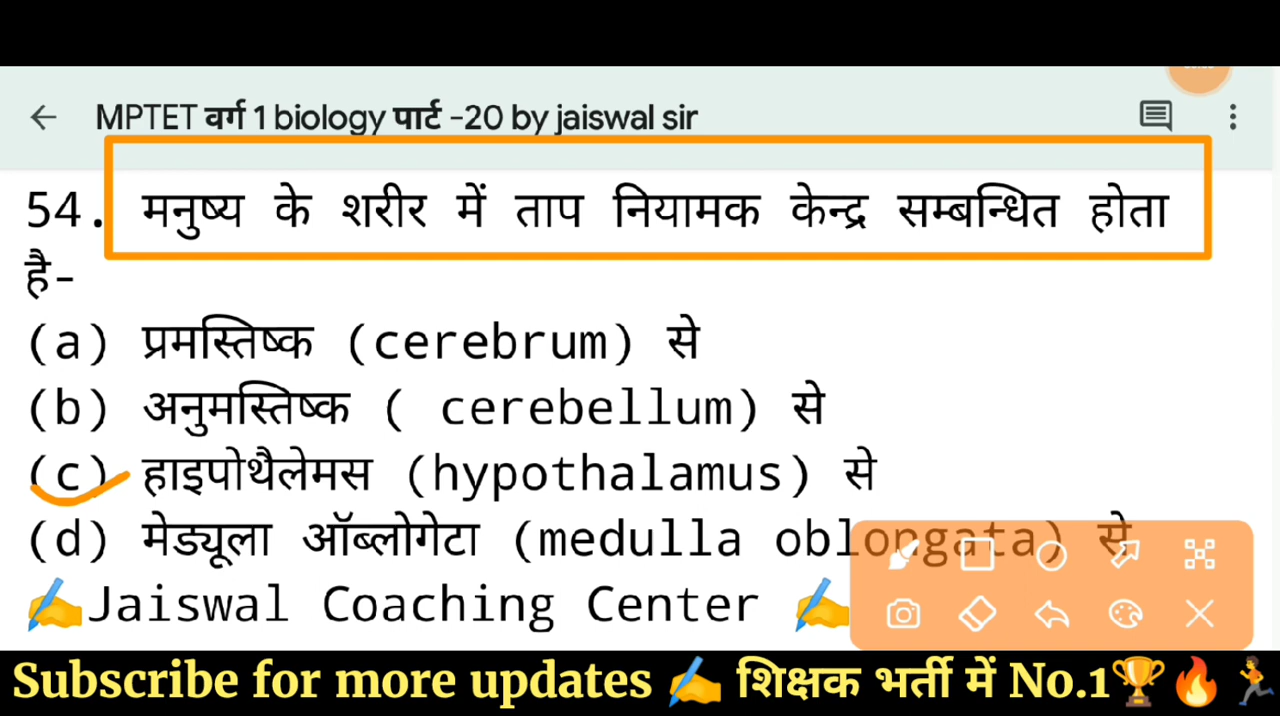 MPTET वर्ग 1 biology पार्ट -20 by jaiswal sir
54. मनुष्य के शरीर में ताप नियामक केन्द्र सम्बन्धित होता
है-
(a) प्रमस्तिष्क (cerebrum) से
(b) अनुमस्तिष्क ( cerebellum) से
(c) हाइपोथैलेमस (hypothalamus) से
(d) मेड्यूला ऑब्लोगेटा (medulla oblongata) से
✍️Jaiswal Coaching Center ✍️
Subscribe for more updates ✍️ शिक्षक भर्ती में No.1🏆🔥🏃